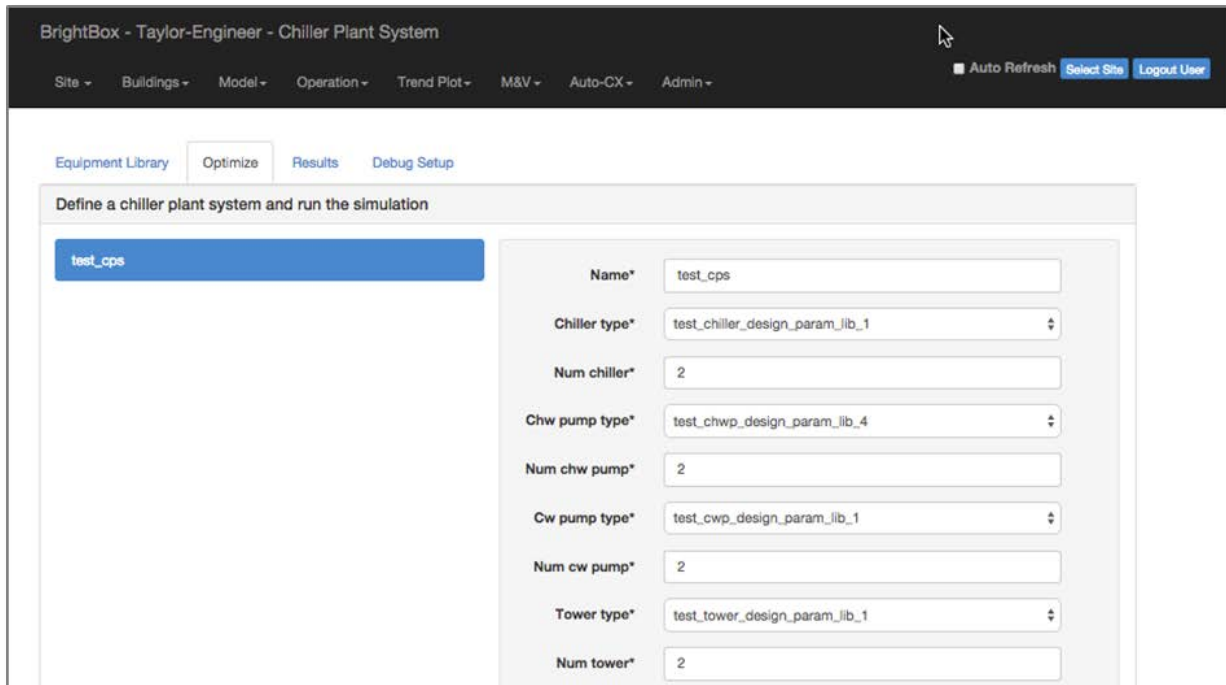 BrightBox - Taylor-Engineer - Chiller Plant System
Site Buildings Model Operation Trend Plot M&V Auto-CX Admin Auto Refresh Select Site Logout User
Equipment Library Optimize Results Debug Setup
Define a chiller plant system and run the simulation
test_cps
Name* test_cps
Chiller type* test_chiller_design_param_lib_1
Num chiller* 2
Chw pump type* test_chwp_design_param_lib_4
Num chw pump* 2
Cw pump type* test_cwp_design_param_lib_1
Num cw pump* 2
Tower type* test_tower_design_param_lib_1
Num tower* 2